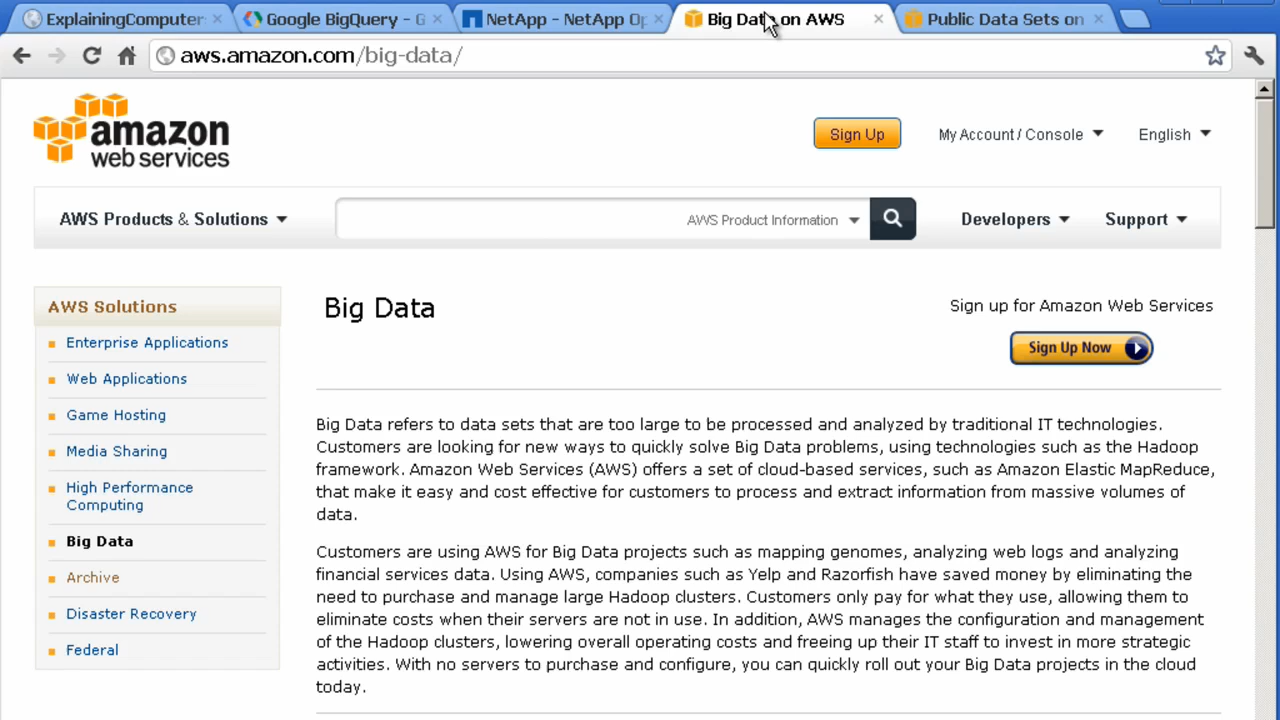 ExplainingComputer
Google BigQuery - G
NetApp - NetApp Op
Big Data on AWS
Public Data Sets on
aws.amazon.com/big-data/
amazon
web services
Sign Up
My Account / Console
English
AWS Products & Solutions
AWS Product Information
Developers
Support
AWS Solutions
Enterprise Applications
Web Applications
Game Hosting
Media Sharing
High Performance
Computing
Big Data
Archive
Disaster Recovery
Federal
Big Data
Sign up for Amazon Web Services
Sign Up Now
Big Data refers to data sets that are too large to be processed and analyzed by traditional IT technologies.
Customers are looking for new ways to quickly solve Big Data problems, using technologies such as the Hadoop
framework. Amazon Web Services (AWS) offers a set of cloud-based services, such as Amazon Elastic MapReduce,
that make it easy and cost effective for customers to process and extract information from massive volumes of
data.
Customers are using AWS for Big Data projects such as mapping genomes, analyzing web logs and analyzing
financial services data. Using AWS, companies such as Yelp and Razorfish have saved money by eliminating the
need to purchase and manage large Hadoop clusters. Customers only pay for what they use, allowing them to
eliminate costs when their servers are not in use. In addition, AWS manages the configuration and management
of the Hadoop clusters, lowering overall operating costs and freeing up their IT staff to invest in more strategic
activities. With no servers to purchase and configure, you can quickly roll out your Big Data projects in the cloud
today.